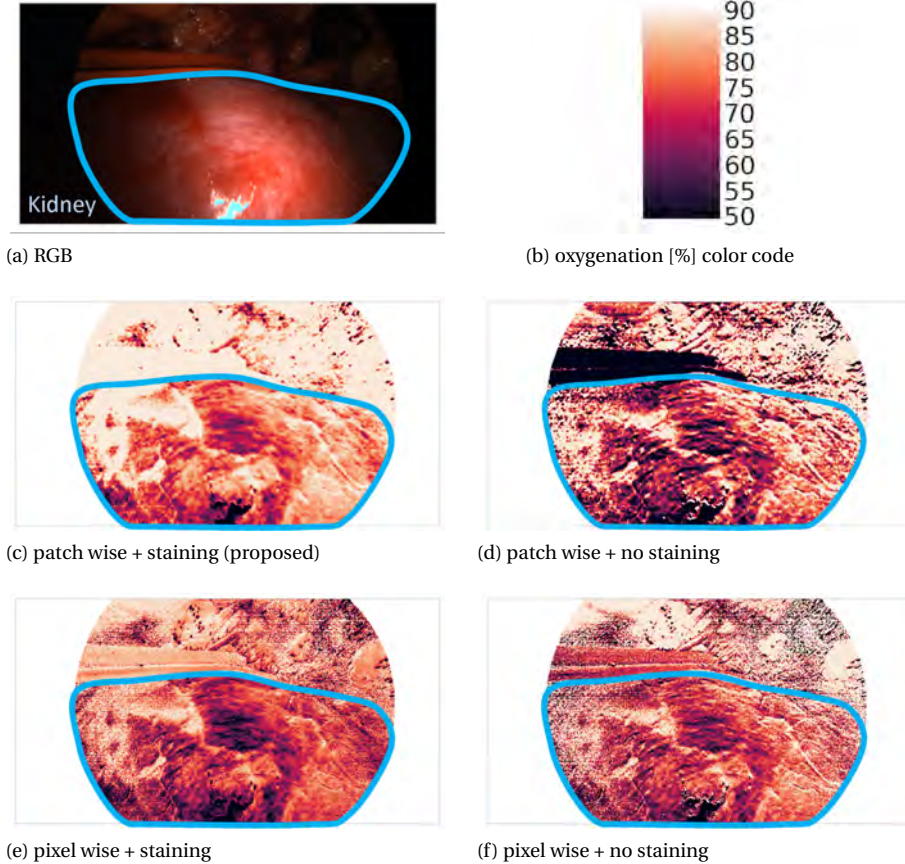 Kidney
90
85
80
75
70
65
60
55
50
(a) RGB
(b) oxygenation [%] color code
(c) patch wise + staining (proposed)
(d) patch wise + no staining
(e) pixel wise + staining
(f) pixel wise + no staining